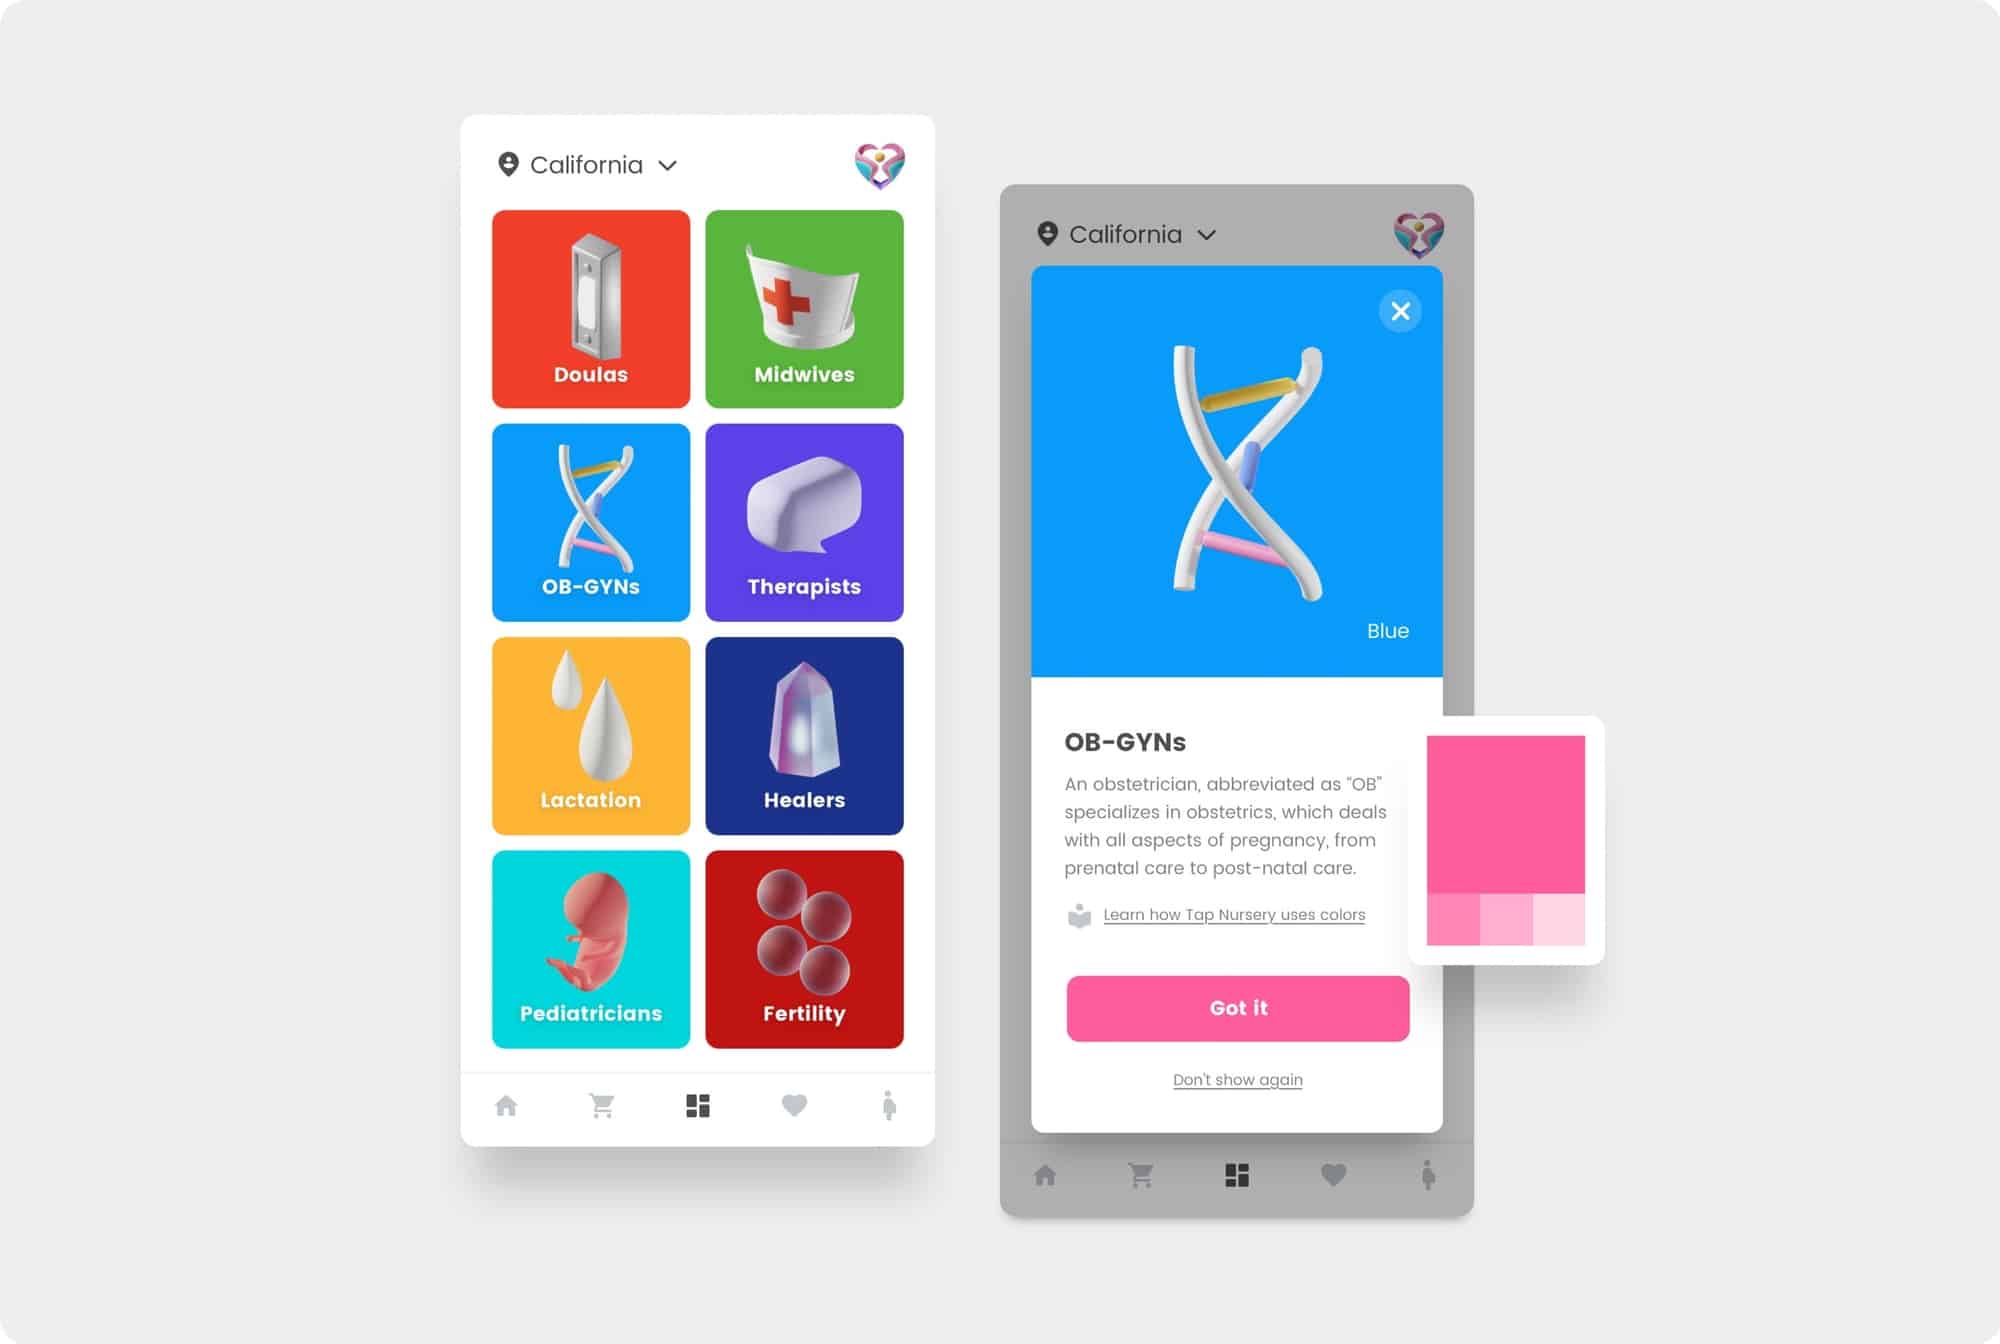 California
Doulas
Midwives
OB-GYNs
Therapists
Lactation
Healers
Pediatricians
Fertility
California
Blue
OB-GYNs
An obstetrician, abbreviated as "OB"
specializes in obstetrics, which deals
with all aspects of pregnancy, from
prenatal care to post-natal care.
Learn how Tap Nursery uses colors
Got it
Don't show again